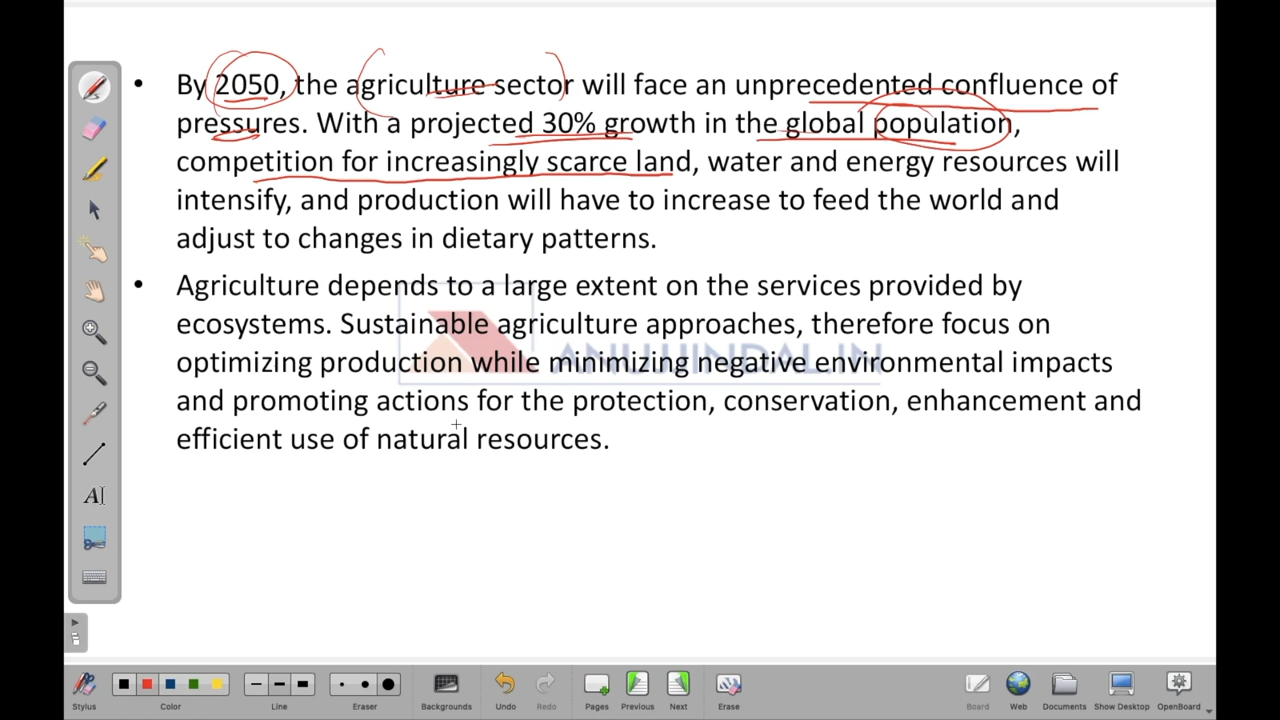 • By 2050, the agriculture sector will face an unprecedented confluence of
pressures. With a projected 30% growth in the global population,
competition for increasingly scarce land, water and energy resources will
intensify, and production will have to increase to feed the world and
adjust to changes in dietary patterns.
• Agriculture depends to a large extent on the services provided by
ecosystems. Sustainable agriculture approaches, therefore focus on
optimizing production while minimizing negative environmental impacts
and promoting actions for the protection, conservation, enhancement and
efficient use of natural resources.
ANUJJINDAL.IN
Stylus Color Line Eraser Backgrounds Undo Redo Pages Previous Next Erase Board Web Documents Show Desktop OpenBoard